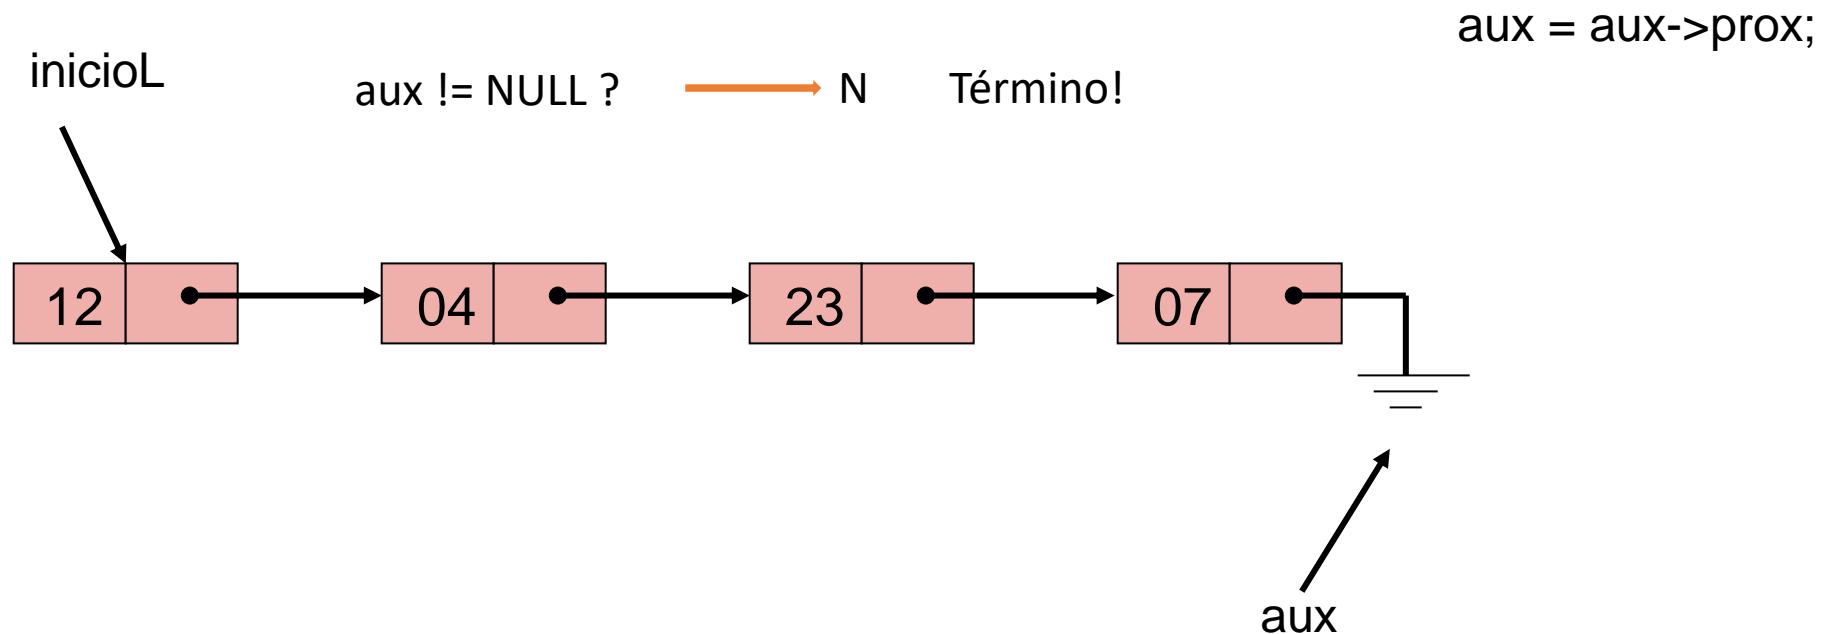 aux = aux->prox;
inicioL
aux != NULL ? N Término!
12 04 23 07
aux